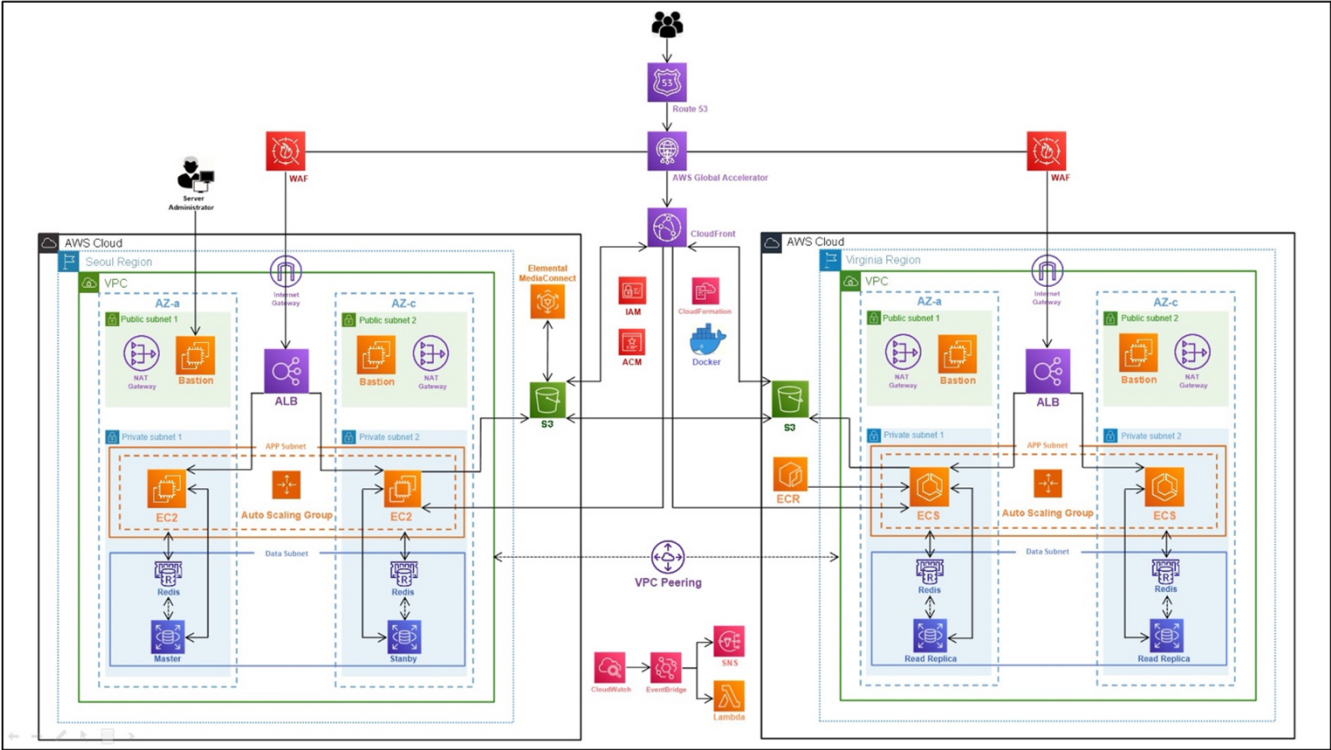 53
Route 53
WAF
AWS Global Accelerator
WAF
Server
Administrator
CloudFront
AWS Cloud
Seoul Region
VPC
Internet
Gateway
AZ-a
AZ-c
Public subnet 1
Public subnet 2
NAT
Gateway
Bastion
ALB
Bastion
NAT
Gateway
Private subnet 1
Private subnet 2
APP Subnet
EC2
Auto Scaling Group
EC2
Data Subnet
R
Redis
R
Redis
Master
Stanby
Elemental
MediaConnect
S3
IAM
ACM
CloudFormation
Docker
S3
ECR
VPC Peering
CloudWatch
EventBridge
SNS
Lambda
AWS Cloud
Virginia Region
VPC
Internet
Gateway
AZ-a
AZ-c
Public subnet 1
Public subnet 2
NAT
Gateway
Bastion
ALB
Bastion
NAT
Gateway
Private subnet 1
Private subnet 2
APP Subnet
ECS
Auto Scaling Group
ECS
Data Subnet
R
Redis
R
Redis
Read Replica
Read Replica